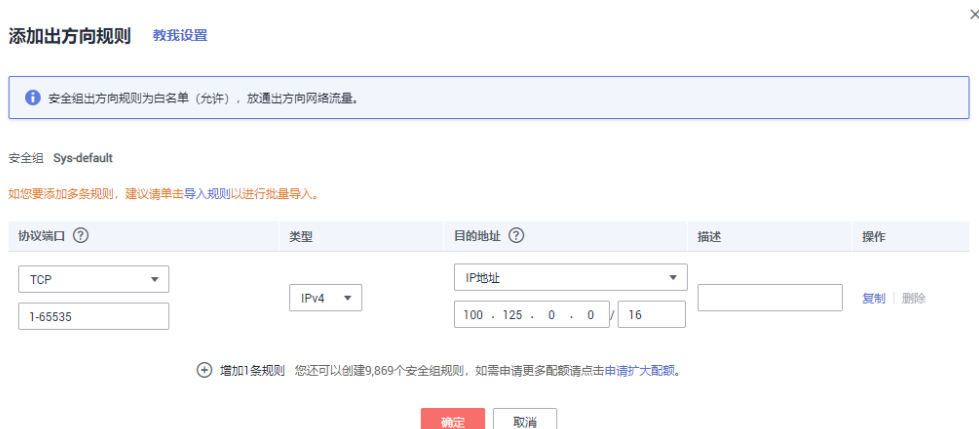 添加出方向规则 教我设置
安全组出方向规则为白名单（允许），放通出方向网络流量。
安全组 Sys-default
如您要添加多条规则，建议请单击导入规则以进行批量导入。
协议端口 类型 目的地址 描述 操作
TCP IP地址
IPv4 复制 删除
1-65535 100 . 125 . 0 . 0 / 16
增加1条规则 您还可以创建9,869个安全组规则，如需申请更多配额请点击申请扩大配额。
确定 取消